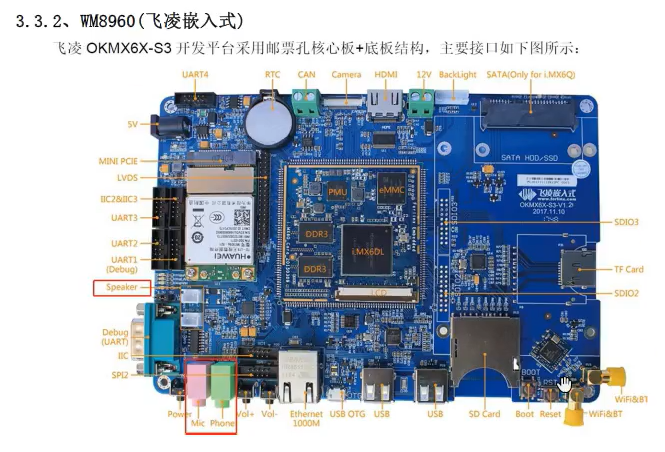 3.3.2、WM8960(飞凌嵌入式)
飞凌 OKMX6X-S3 开发平台采用邮票孔核心板+底板结构，主要接口如下图所示：
UART4
RTC
CAN
Camera
HDMI
12V
BackLight
SATA(Only for i.MX6Q)
5V
MINI PCIE
LVDS
SATA HDD/SSD
PMU
eMMC
飞凌嵌入式
OKMX6X-S-V1.2
2017.11.10
IIC2&IIC3
UART3
DDR3
i.MX6DL
SDIO3
HUAWEI
UART2
UART1
(Debug)
DDR3
TF Card
Speaker
LCD
SDIO2
Debug
(UART)
IIC
SPI2
BOOT
WiFi&BT
Power
Mic
Phone
Vol+
Vol-
Ethernet
1000M
USB OTG
USB
USB
SD Card
Boot
Reset
WiFi&BT